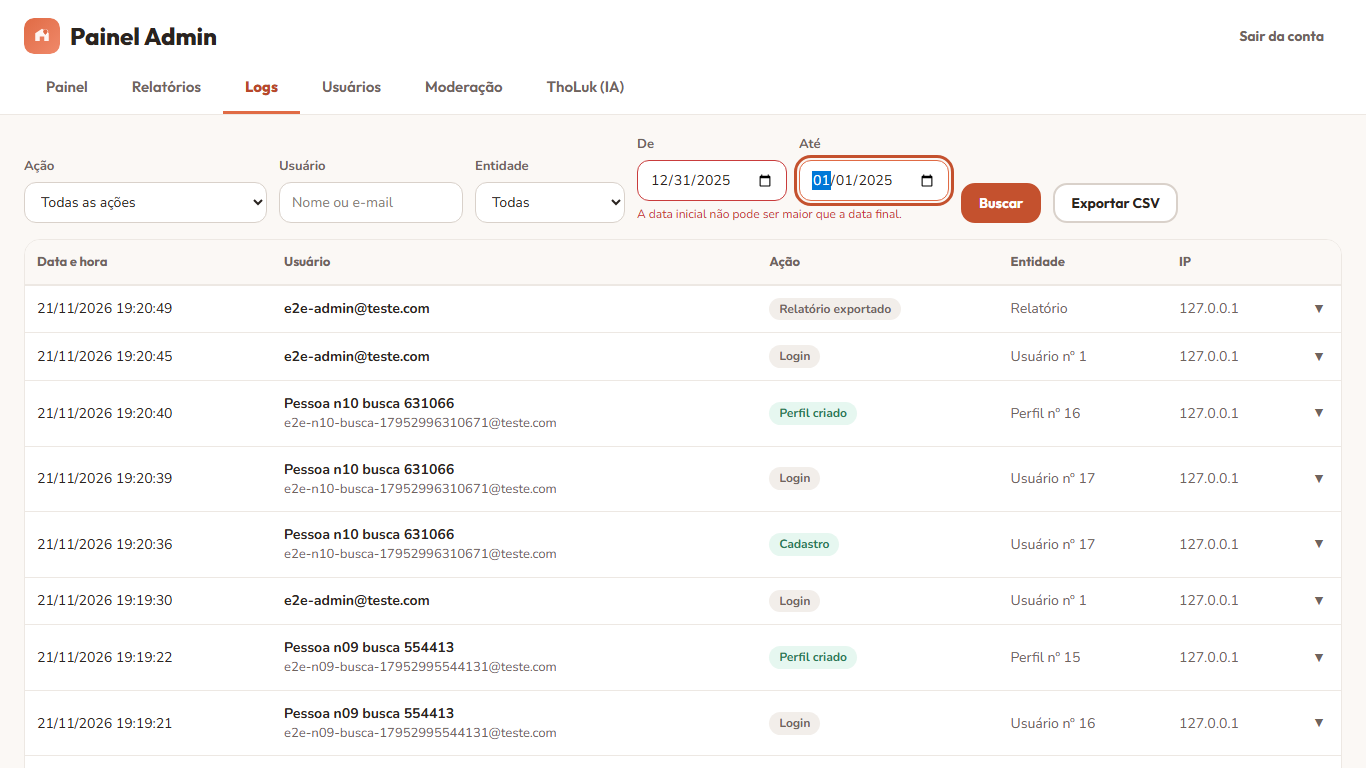 Painel Admin
Sair da conta
Painel Relatórios Logs Usuários Moderação ThoLuk (IA)
Ação Usuário Entidade De Até
Todas as ações Nome ou e-mail Todas 12/31/2025 01/01/2025 Buscar Exportar CSV
A data inicial não pode ser maior que a data final.
Data e hora Usuário Ação Entidade IP
21/11/2026 19:20:49 e2e-admin@teste.com Relatório exportado Relatório 127.0.0.1
21/11/2026 19:20:45 e2e-admin@teste.com Login Usuário nº 1 127.0.0.1
21/11/2026 19:20:40 Pessoa n10 busca 631066 Perfil criado Perfil nº 16 127.0.0.1
e2e-n10-busca-17952996310671@teste.com
21/11/2026 19:20:39 Pessoa n10 busca 631066 Login Usuário nº 17 127.0.0.1
e2e-n10-busca-17952996310671@teste.com
21/11/2026 19:20:36 Pessoa n10 busca 631066 Cadastro Usuário nº 17 127.0.0.1
e2e-n10-busca-17952996310671@teste.com
21/11/2026 19:19:30 e2e-admin@teste.com Login Usuário nº 1 127.0.0.1
21/11/2026 19:19:22 Pessoa n09 busca 554413 Perfil criado Perfil nº 15 127.0.0.1
e2e-n09-busca-17952995544131@teste.com
21/11/2026 19:19:21 Pessoa n09 busca 554413 Login Usuário nº 16 127.0.0.1
e2e-n09-busca-17952995544131@teste.com